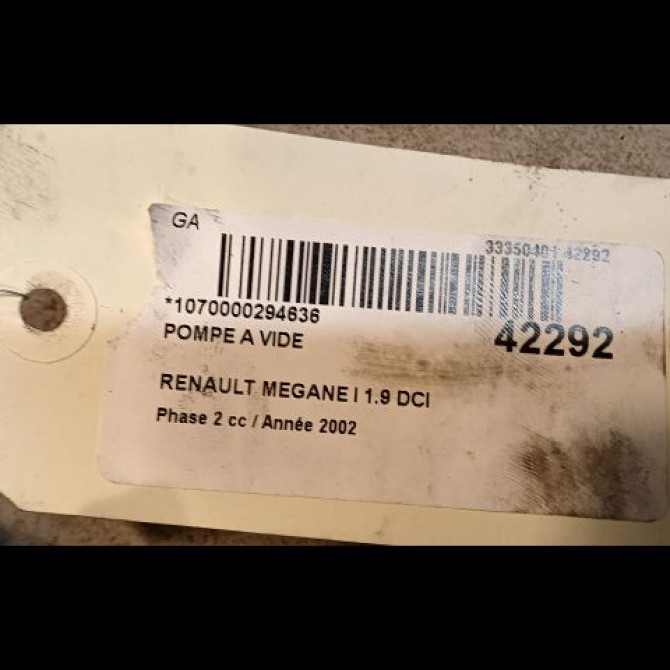 GA
33350401 42292
*1070000294636
42292
POMPE A VIDE
RENAULT MEGANE I 1.9 DCI
Phase 2 cc / Année 2002